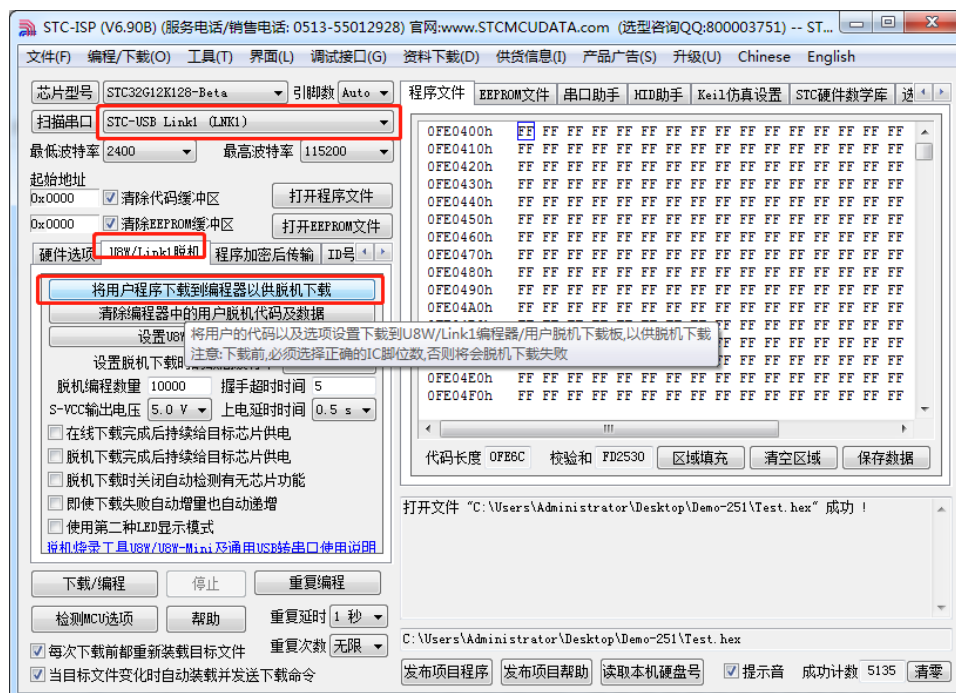 STC-ISP (V6.90B) (服务电话/销售电话: 0513-55012928) 官网:www.STCMCUDATA.com (选型咨询QQ:800003751) -- ST...
文件(F) 编程/下载(O) 工具(T) 界面(L) 调试接口(G) 资料下载(D) 供货信息(I) 产品广告(S) 升级(U) Chinese English
芯片型号 STC32G12K128-Beta 引脚数 Auto
扫描串口 STC-USB Link1 (LNK1)
最低波特率 2400 最高波特率 115200
起始地址
0x0000 清除代码缓冲区 打开程序文件
0x0000 清除EEPROM缓冲区 打开EEPROM文件
硬件选项 U8W/Link1脱机 程序加密后传输 ID号
将用户程序下载到编程器以供脱机下载
清除编程器中的用户脱机代码及数据
设置U8W
设置脱机下载时
脱机编程数量 10000 握手超时时间 5
S-VCC输出电压 5.0 V 上电延时时间 0.5 s
在线下载完成后持续给目标芯片供电
脱机下载完成后持续给目标芯片供电
脱机下载时关闭自动检测有无芯片功能
即使下载失败自动增量也自动递增
使用第二种LED显示模式
脱机烧录工具U8W/U8W-Mini及通用USB转串口使用说明
下载/编程 停止 重复编程
检测MCU选项 帮助 重复延时 1 秒
每次下载前都重新装载目标文件 重复次数 无限
当目标文件变化时自动装载并发送下载命令
将用户的代码以及选项设置下载到U8W/Link1编程器/用户脱机下载板,以供脱机下载
注意:下载前,必须选择正确的IC脚位数,否则将会脱机下载失败
程序文件 EEPROM文件 串口助手 HID助手 Keil仿真设置 STC硬件数学库
0FE0400h FF FF FF FF FF FF FF FF FF FF FF FF FF FF FF FF
0FE0410h FF FF FF FF FF FF FF FF FF FF FF FF FF FF FF FF
0FE0420h FF FF FF FF FF FF FF FF FF FF FF FF FF FF FF FF
0FE0430h FF FF FF FF FF FF FF FF FF FF FF FF FF FF FF FF
0FE0440h FF FF FF FF FF FF FF FF FF FF FF FF FF FF FF FF
0FE0450h FF FF FF FF FF FF FF FF FF FF FF FF FF FF FF FF
0FE0460h FF FF FF FF FF FF FF FF FF FF FF FF FF FF FF FF
0FE0470h FF FF FF FF FF FF FF FF FF FF FF FF FF FF FF FF
0FE0480h FF FF FF FF FF FF FF FF FF FF FF FF FF FF FF FF
0FE0490h FF FF FF FF FF FF FF FF FF FF FF FF FF FF FF FF
0FE04A0h FF FF FF FF FF FF FF FF FF FF FF FF FF FF FF FF
FF FF FF FF
FF FF FF FF
FF FF FF FF
0FE04E0h FF FF FF FF FF FF FF FF FF FF FF FF FF FF FF FF
0FE04F0h FF FF FF FF FF FF FF FF FF FF FF FF FF FF FF FF
代码长度 0FE6C 校验和 FD2530 区域填充 清空区域 保存数据
打开文件 "C:\Users\Administrator\Desktop\Demo-251\Test.hex" 成功 !
C:\Users\Administrator\Desktop\Demo-251\Test.hex
发布项目程序 发布项目帮助 读取本机硬盘号 提示音 成功计数 5135 清零